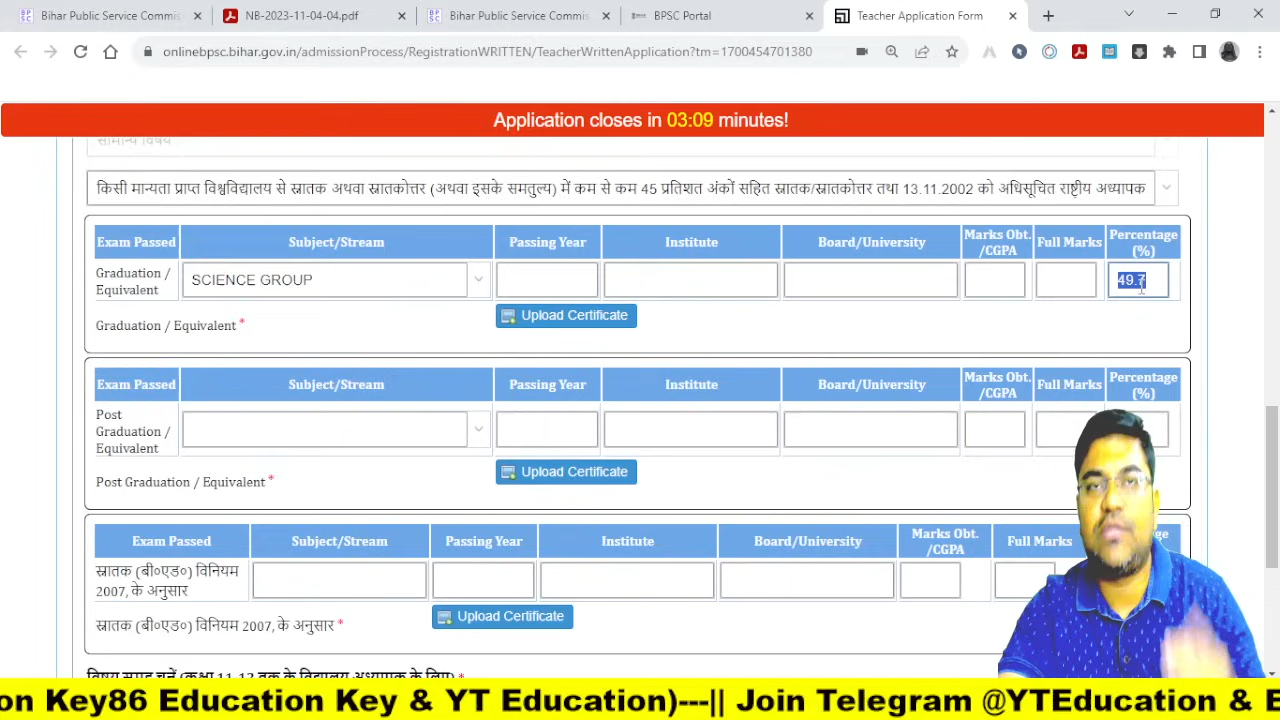 Bihar Public Service Commis
NB-2023-11-04-04.pdf
Bihar Public Service Commis
BPSC Portal
Teacher Application Form
onlinebpsc.bihar.gov.in/admissionProcess/RegistrationWRITTEN/TeacherWrittenApplication?tm=1700454701380
Application closes in 03:09 minutes!
सामान्य विषय
किसी मान्यता प्राप्त विश्वविद्यालय से स्नातक अथवा स्नातकोत्तर (अथवा इसके समतुल्य) में कम से कम 45 प्रतिशत अंकों सहित स्नातक/स्नातकोत्तर तथा 13.11.2002 को अधिसूचित राष्ट्रीय अध्यापक
Exam Passed Subject/Stream Passing Year Institute Board/University Marks Obt. /CGPA Full Marks Percentage (%)
Graduation / Equivalent SCIENCE GROUP 49.7
Upload Certificate
Graduation / Equivalent *
Exam Passed Subject/Stream Passing Year Institute Board/University Marks Obt. /CGPA Full Marks Percentage (%)
Post Graduation / Equivalent
Upload Certificate
Post Graduation / Equivalent *
Exam Passed Subject/Stream Passing Year Institute Board/University Marks Obt. /CGPA Full Marks
स्नातक (बी०एड०) विनियम 2007, के अनुसार
Upload Certificate
स्नातक (बी०एड०) विनियम 2007, के अनुसार *
on Key86 Education Key & YT Education)---|| Join Telegram @YTEducation & E